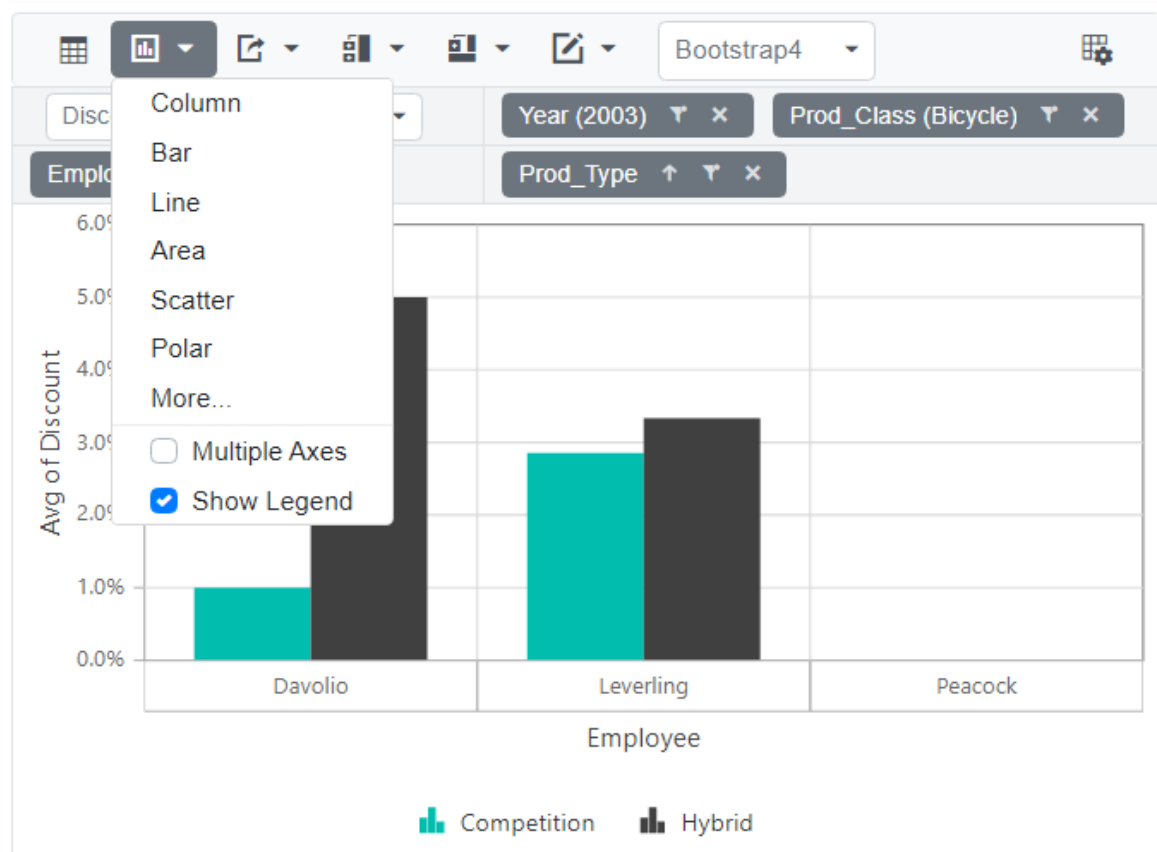 Bootstrap4
Column
Bar
Line
Area
Scatter
Polar
More...
Multiple Axes
Show Legend
Disc
Year (2003)
Prod_Class (Bicycle)
Emplo
Prod_Type
6.0%
5.0%
4.0%
3.0%
2.0%
1.0%
0.0%
Avg of Discount
Davolio Leverling Peacock
Employee
Competition Hybrid